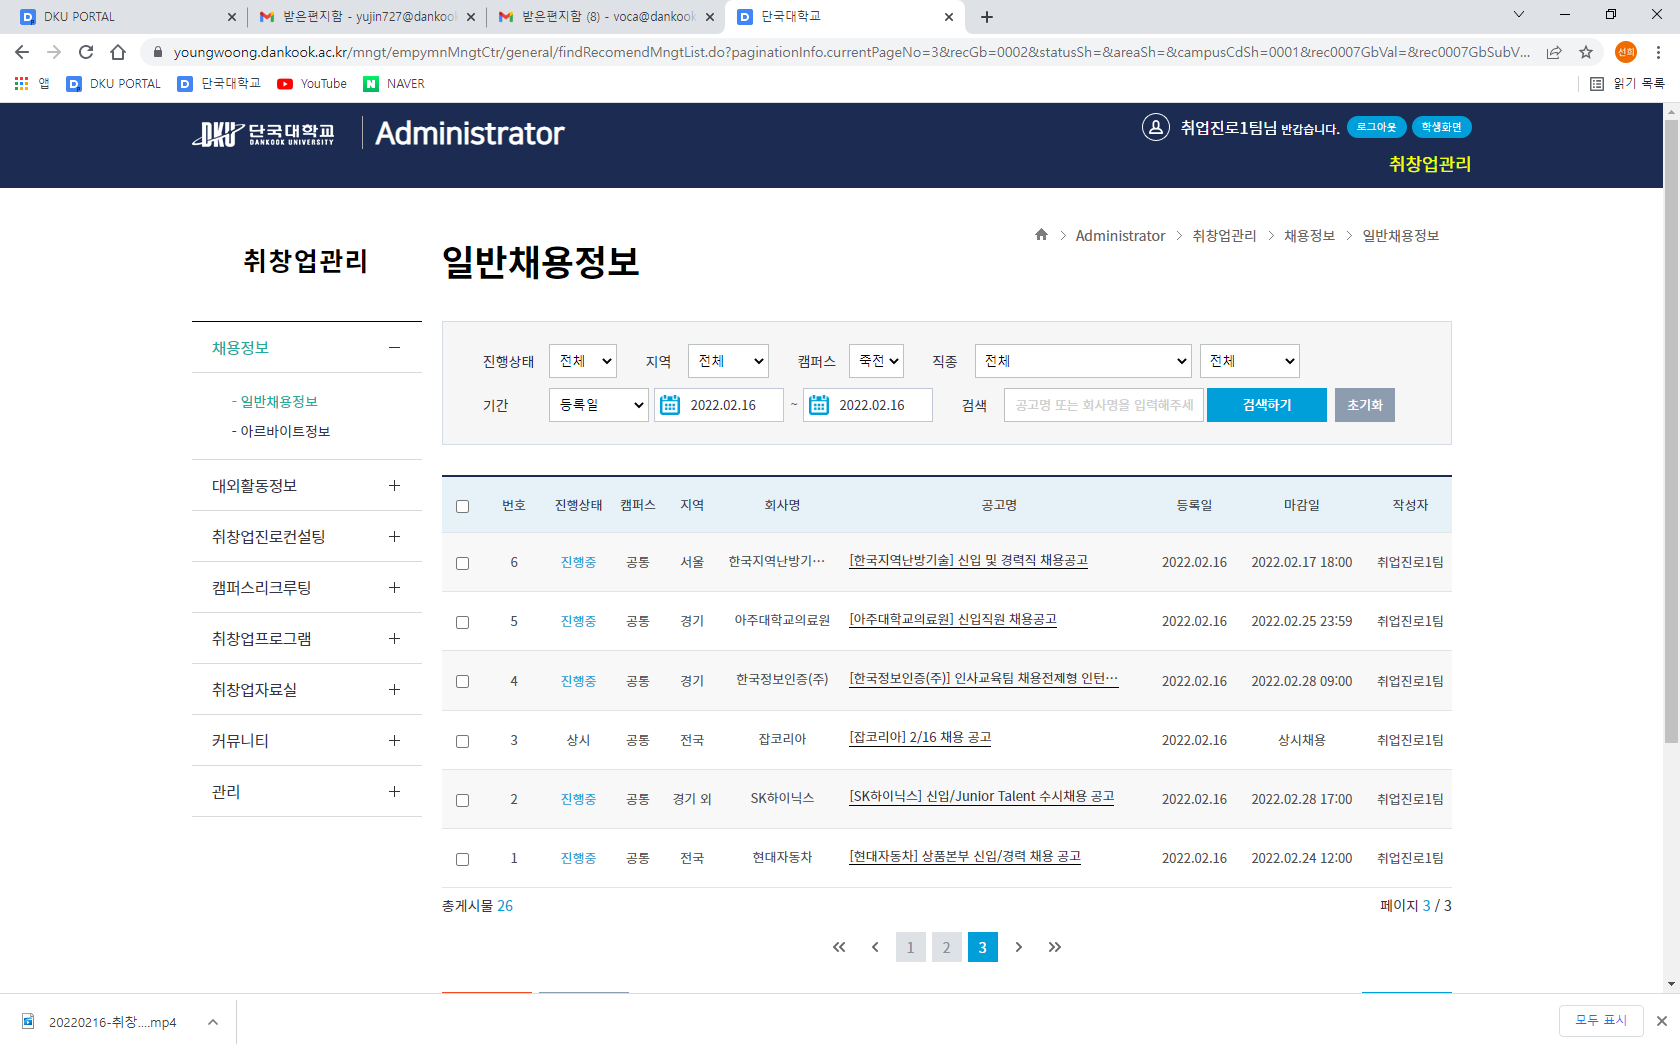 DKU PORTAL
받은편지함 - yujin727@dankook
받은편지함 (8) - voca@dankook
단국대학교
youngwoong.dankook.ac.kr/mngt/empymnMngtCtr/general/findRecomendMngtList.do?paginationInfo.currentPageNo=3&recGb=0002&statusSh=&areaSh=&campusCdSh=0001&rec0007GbVal=&rec0007GbSubV...
선희
앱
DKU PORTAL
단국대학교
YouTube
NAVER
읽기 목록
DKU 단국대학교 DANKOOK UNIVERSITY
Administrator
취업진로1팀님 반갑습니다.
로그아웃
학생화면
취창업관리
Administrator > 취창업관리 > 채용정보 > 일반채용정보
취창업관리
일반채용정보
채용정보
- 일반채용정보
- 아르바이트정보
대외활동정보
취창업진로컨설팅
캠퍼스리크루팅
취창업프로그램
취창업자료실
커뮤니티
관리
진행상태 전체 지역 전체 캠퍼스 죽전 직종 전체 전체
기간 등록일 2022.02.16 ~ 2022.02.16 검색 공고명 또는 회사명을 입력해주세 검색하기 초기화
번호 진행상태 캠퍼스 지역 회사명 공고명 등록일 마감일 작성자
6 진행중 공통 서울 한국지역난방기… [한국지역난방기술] 신입 및 경력직 채용공고 2022.02.16 2022.02.17 18:00 취업진로1팀
5 진행중 공통 경기 아주대학교의료원 [아주대학교의료원] 신입직원 채용공고 2022.02.16 2022.02.25 23:59 취업진로1팀
4 진행중 공통 경기 한국정보인증(주) [한국정보인증(주)] 인사교육팀 채용전제형 인턴… 2022.02.16 2022.02.28 09:00 취업진로1팀
3 상시 공통 전국 잡코리아 [잡코리아] 2/16 채용 공고 2022.02.16 상시채용 취업진로1팀
2 진행중 공통 경기 외 SK하이닉스 [SK하이닉스] 신입/Junior Talent 수시채용 공고 2022.02.16 2022.02.28 17:00 취업진로1팀
1 진행중 공통 전국 현대자동차 [현대자동차] 상품본부 신입/경력 채용 공고 2022.02.16 2022.02.24 12:00 취업진로1팀
총게시물 26
페이지 3 / 3
1 2 3
20220216-취창....mp4
모두 표시